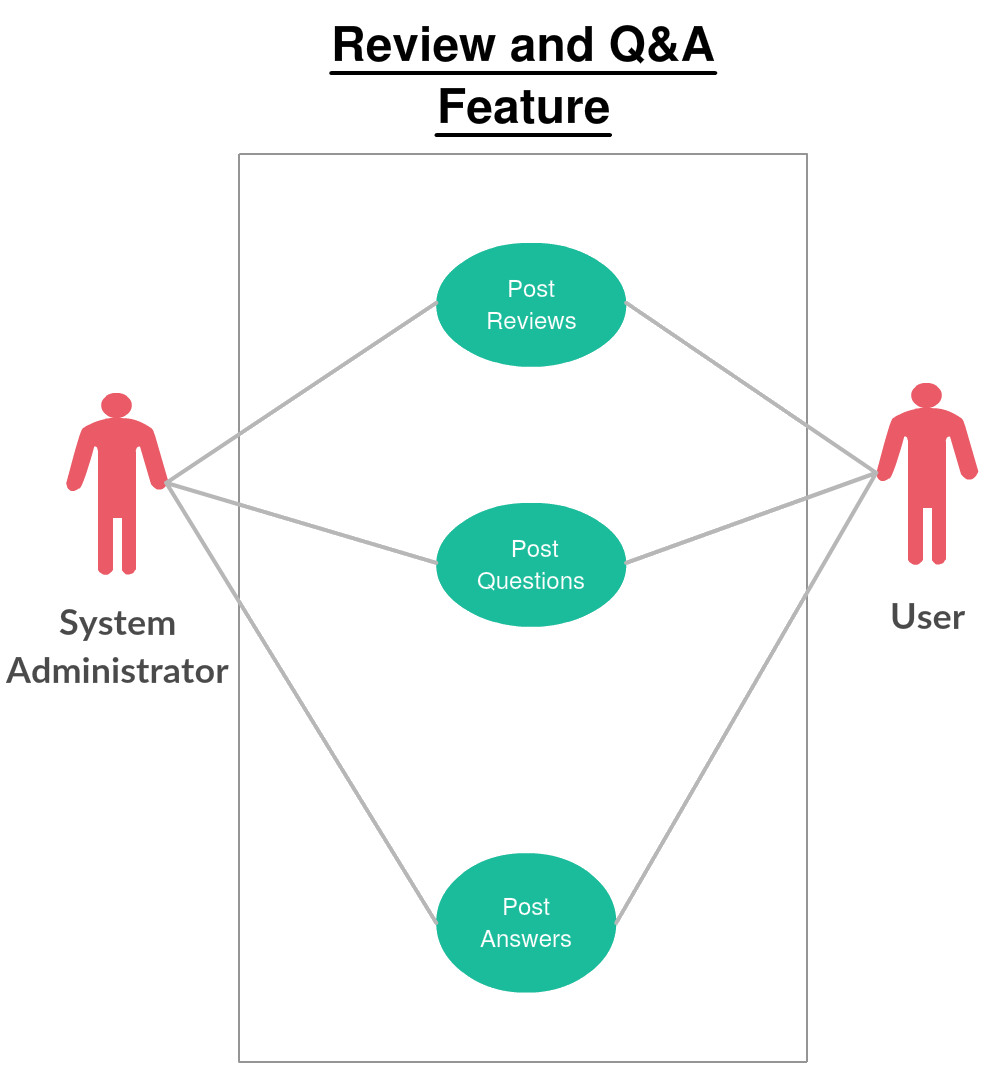 Review and Q&A
Feature
Post
Reviews
Post
Questions
System
Administrator
User
Post
Answers